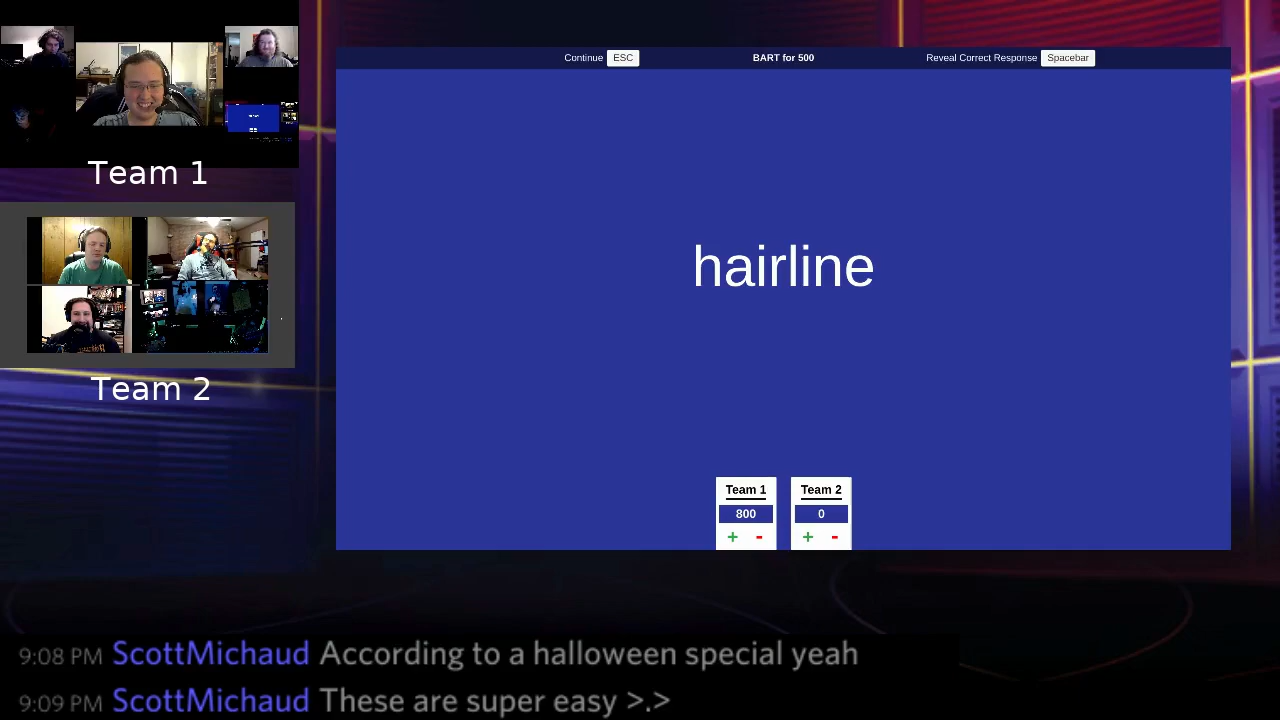 Continue ESC BART for 500 Reveal Correct Response Spacebar
hairline
Team 1
Team 2
Team 1 Team 2
800 0
+ - + -
9:08 PM ScottMichaud According to a halloween special yeah
9:09 PM ScottMichaud These are super easy >.>